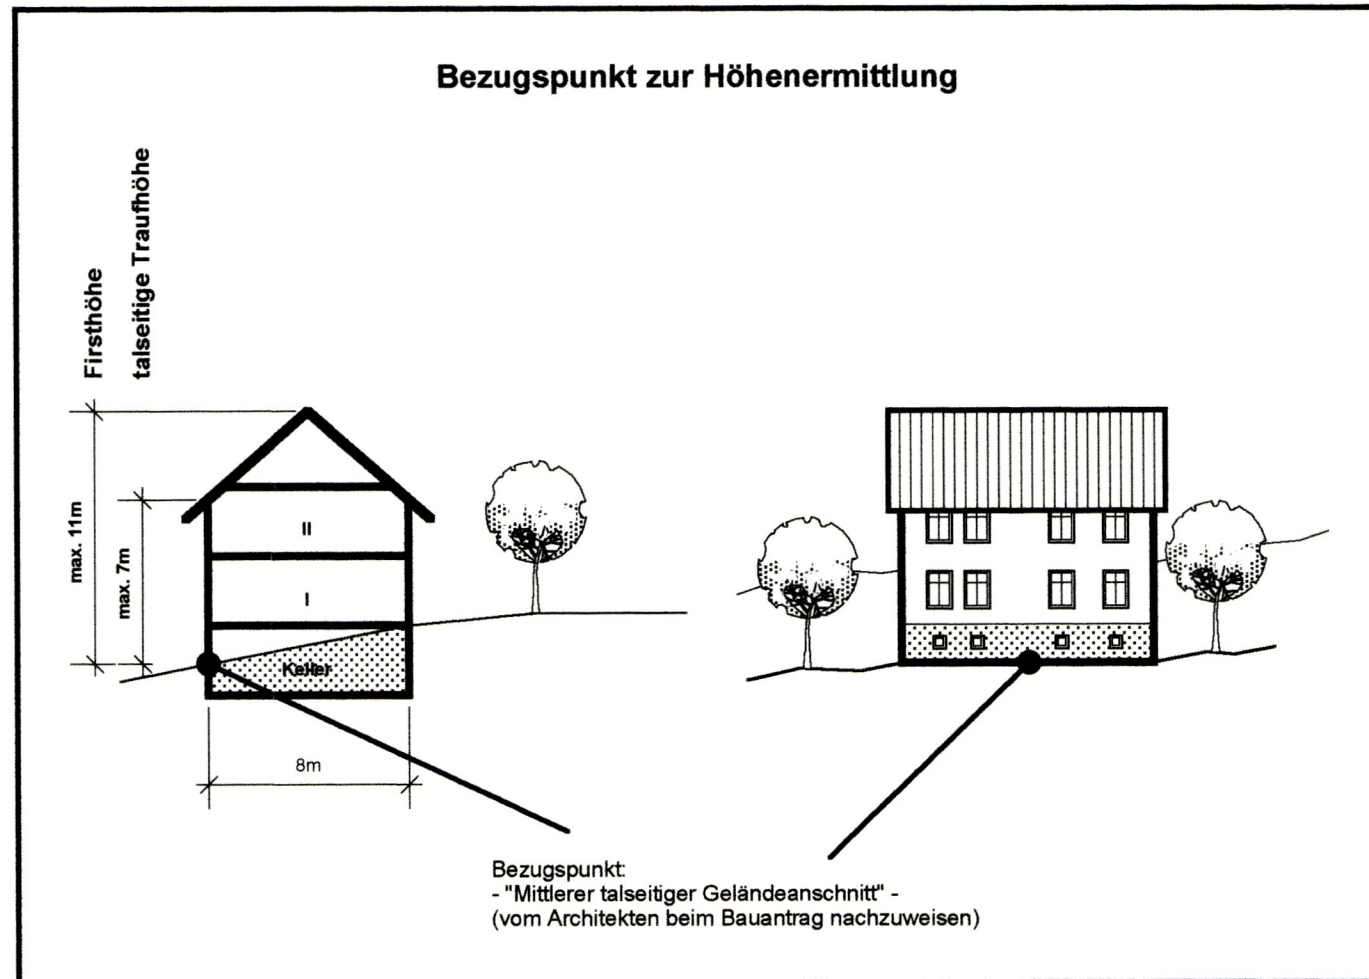 Bezugspunkt zur Höhenermittlung
Firsthöhe
talseitige Traufhöhe
max. 11m
max. 7m
II
I
Keller
8m
Bezugspunkt:
- "Mittlerer talseitiger Geländeanschnitt" -
(vom Architekten beim Bauantrag nachzuweisen)